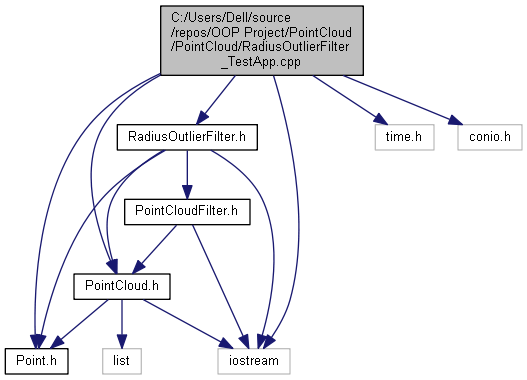 C:/Users/Dell/source
/repos/OOP Project/PointCloud
/PointCloud/RadiusOutlierFilter
_TestApp.cpp
RadiusOutlierFilter.h
time.h
conio.h
PointCloudFilter.h
PointCloud.h
Point.h
list
iostream